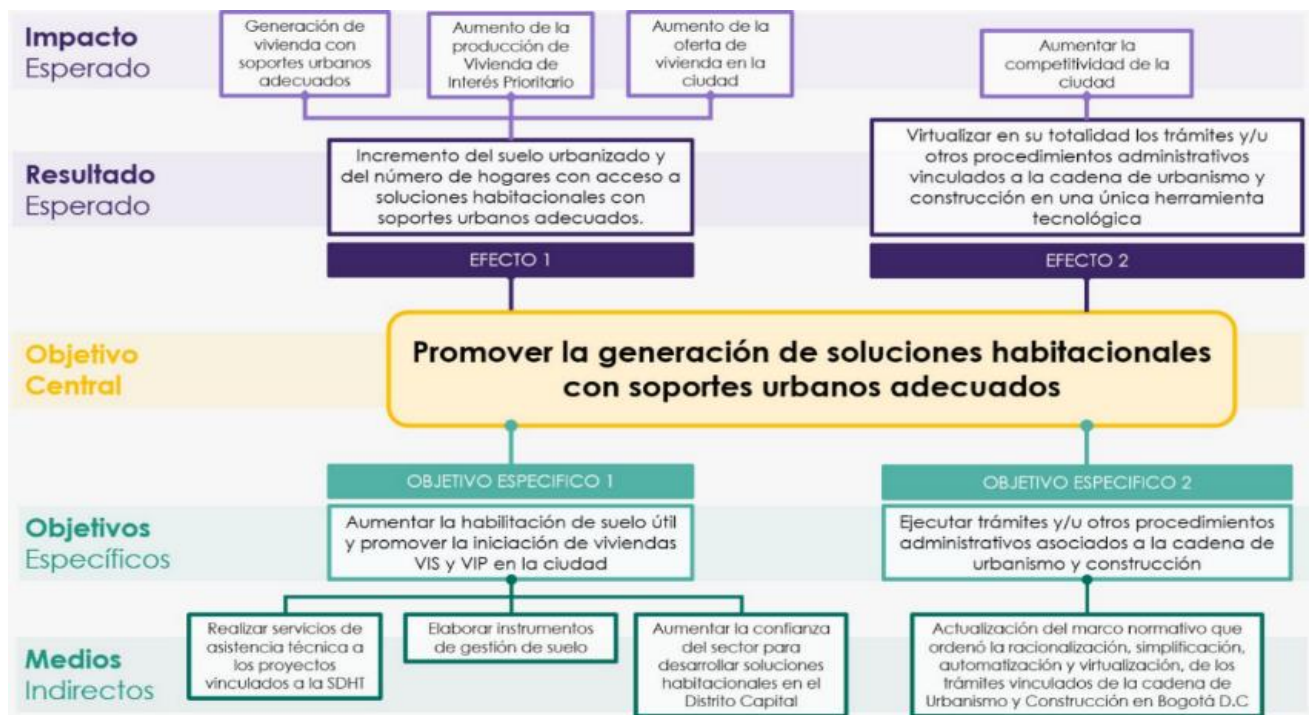 Impacto
Esperado
Generación de
vivienda con
soportes urbanos
adecuados
Aumento de la
producción de
Vivienda de
Interés Prioritario
Aumento de la
oferta de
vivienda en la
ciudad
Aumentar la
competitividad de la
ciudad
Resultado
Esperado
Incremento del suelo urbanizado y
del número de hogares con acceso a
soluciones habitacionales con
soportes urbanos adecuados.
Virtualizar en su totalidad los trámites y/u
otros procedimientos administrativos
vinculados a la cadena de urbanismo y
construcción en una única herramienta
tecnológica
EFECTO 1
EFECTO 2
Objetivo
Central
Promover la generación de soluciones habitacionales
con soportes urbanos adecuados
OBJETIVO ESPECIFICO 1
OBJETIVO ESPECIFICO 2
Objetivos
Específicos
Aumentar la habilitación de suelo útil
y promover la iniciación de viviendas
VIS y VIP en la ciudad
Ejecutar trámites y/u otros procedimientos
administrativos asociados a la cadena de
urbanismo y construcción
Medios
Indirectos
Realizar servicios de
asistencia técnica a
los proyectos
vinculados a la SDHT
Elaborar instrumentos
de gestión de suelo
Aumentar la confianza
del sector para
desarrollar soluciones
habitacionales en el
Distrito Capital
Actualización del marco normativo que
ordenó la racionalización, simplificación,
automatización y virtualización, de los
trámites vinculados de la cadena de
Urbanismo y Construcción en Bogotá D.C